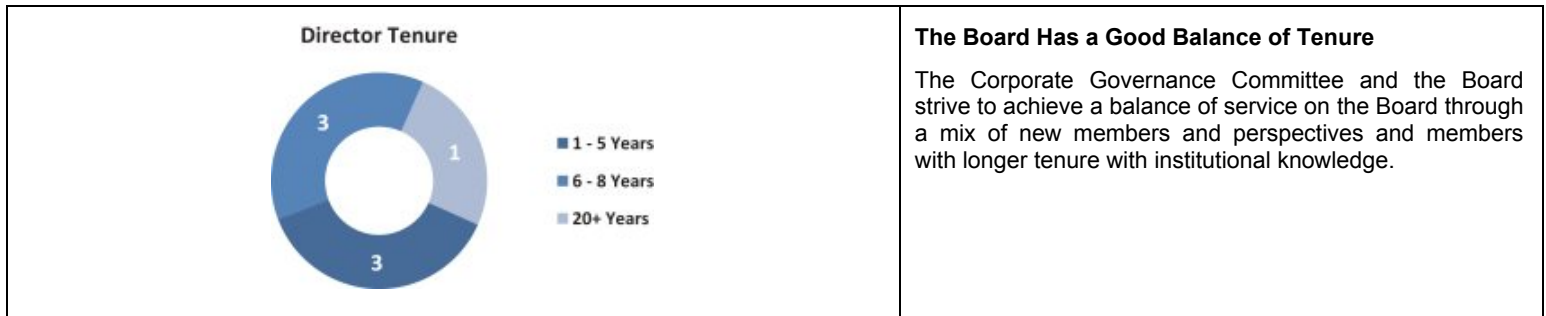 Director Tenure
3
1
3
1 - 5 Years
6 - 8 Years
20+ Years
The Board Has a Good Balance of Tenure
The Corporate Governance Committee and the Board
strive to achieve a balance of service on the Board through
a mix of new members and perspectives and members
with longer tenure with institutional knowledge.